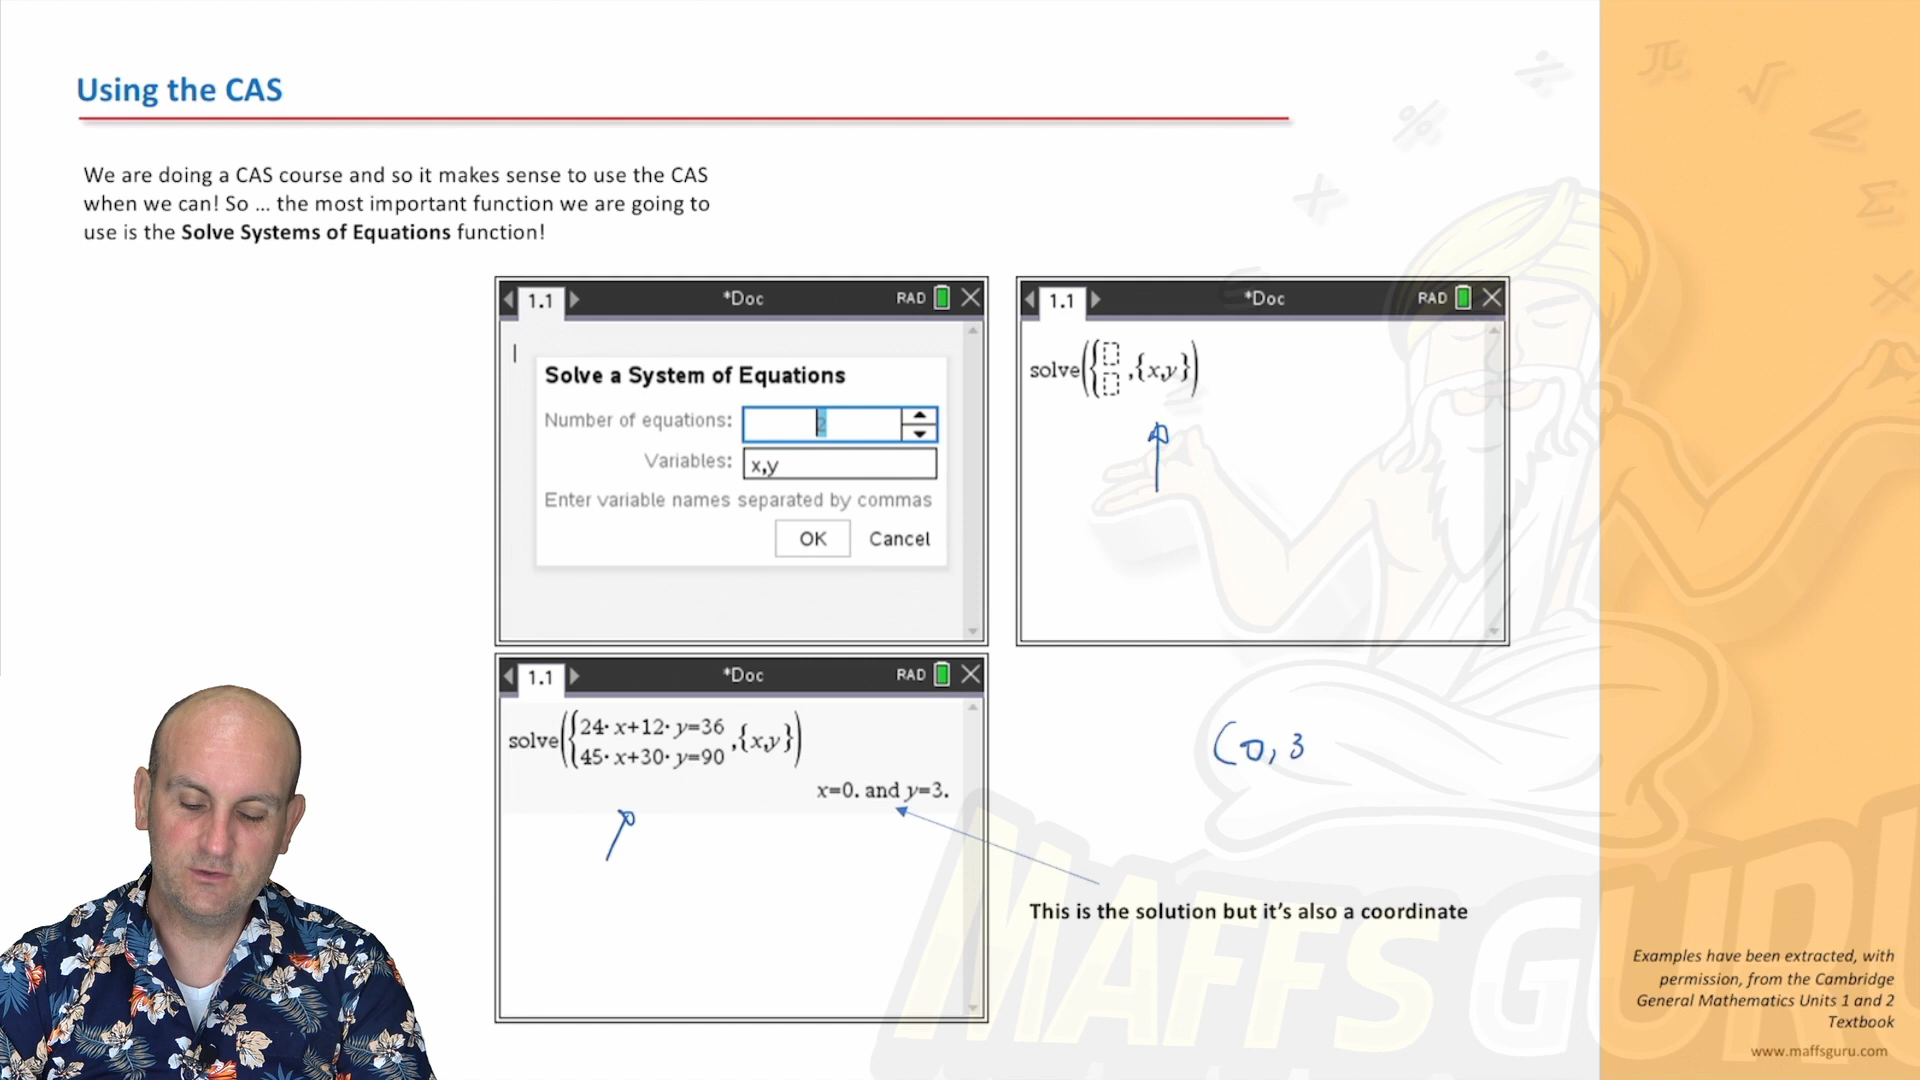 Using the CAS
We are doing a CAS course and so it makes sense to use the CAS
when we can! So ... the most important function we are going to
use is the Solve Systems of Equations function!
1.1
*Doc
RAD
Solve a System of Equations
Number of equations: 2
Variables: x,y
Enter variable names separated by commas
OK
Cancel
1.1
*Doc
RAD
solve({ ,{x,y})
1.1
*Doc
RAD
solve({24·x+12·y=36
45·x+30·y=90 ,{x,y})
x=0. and y=3.
(0, 3
This is the solution but it's also a coordinate
MAFFS GURU
Examples have been extracted, with
permission, from the Cambridge
General Mathematics Units 1 and 2
Textbook
www.maffsguru.com